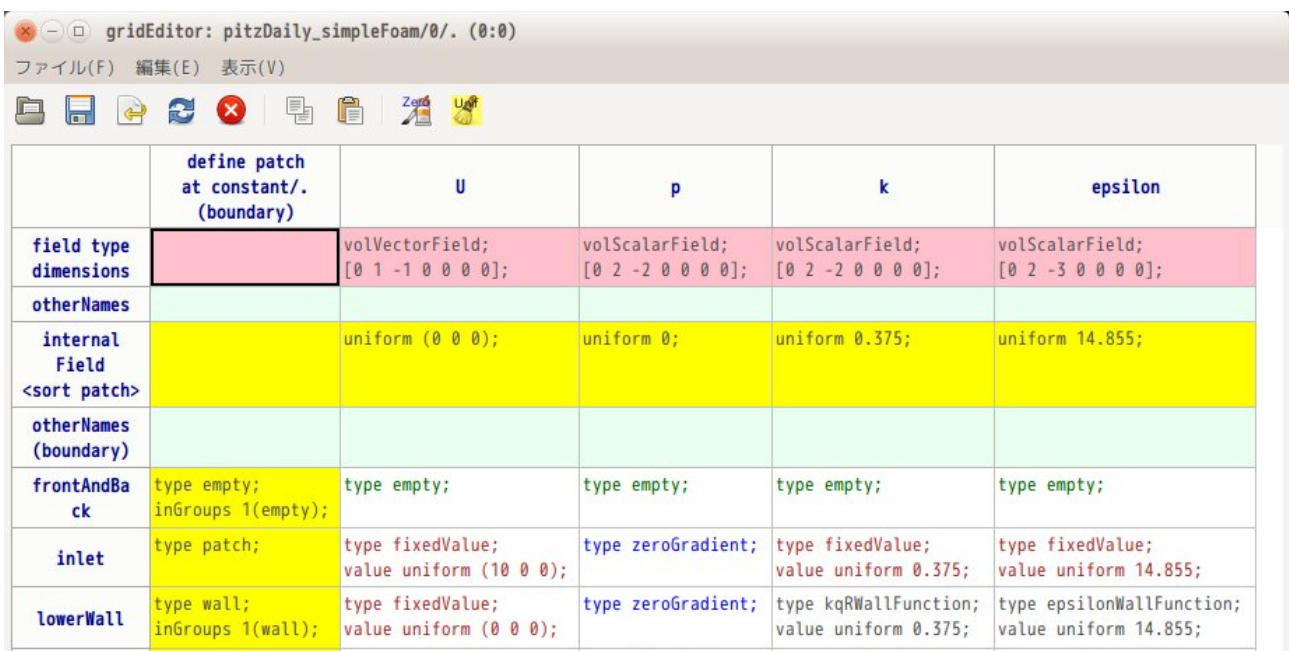 gridEditor: pitzDaily_simpleFoam/0/. (0:0)
ファイル(F) 編集(E) 表示(V)
Zero Unif
define patch
at constant/.
(boundary)
U
p
k
epsilon
field type
dimensions
volVectorField;
[0 1 -1 0 0 0 0];
volScalarField;
[0 2 -2 0 0 0 0];
volScalarField;
[0 2 -2 0 0 0 0];
volScalarField;
[0 2 -3 0 0 0 0];
otherNames
internal
Field
<sort patch>
uniform (0 0 0);
uniform 0;
uniform 0.375;
uniform 14.855;
otherNames
(boundary)
frontAndBa
ck
type empty;
inGroups 1(empty);
type empty;
type empty;
type empty;
type empty;
inlet
type patch;
type fixedValue;
value uniform (10 0 0);
type zeroGradient;
type fixedValue;
value uniform 0.375;
type fixedValue;
value uniform 14.855;
lowerWall
type wall;
inGroups 1(wall);
type fixedValue;
value uniform (0 0 0);
type zeroGradient;
type kqRWallFunction;
value uniform 0.375;
type epsilonWallFunction;
value uniform 14.855;